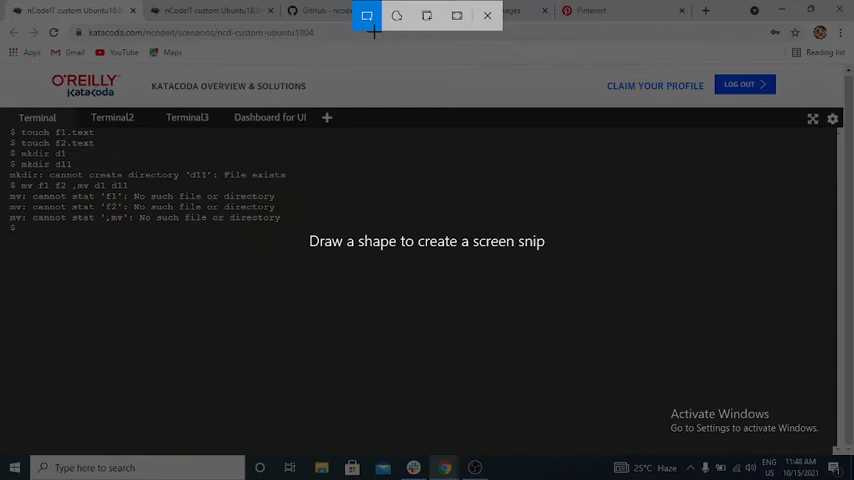 nCodeIT custom Ubuntu18.04
nCodeIT custom Ubuntu18.04
GitHub - ncode
ages
Pinterest
katacoda.com/ncodeit/scenarios/ncd-custom-ubuntu1804
Apps
Gmail
YouTube
Maps
Reading list
O'REILLY
Katacoda
KATACODA OVERVIEW & SOLUTIONS
CLAIM YOUR PROFILE
LOG OUT
Terminal
Terminal2
Terminal3
Dashboard for UI
$ touch f1.text
$ touch f2.text
$ mkdir d1
$ mkdir d11
mkdir: cannot create directory ‘d11’: File exists
$ mv f1 f2 ,mv d1 d11
mv: cannot stat 'f1': No such file or directory
mv: cannot stat 'f2': No such file or directory
mv: cannot stat ',mv': No such file or directory
$
Draw a shape to create a screen snip
Activate Windows
Go to Settings to activate Windows.
Type here to search
25°C Haze
ENG
US
11:48 AM
10/15/2021